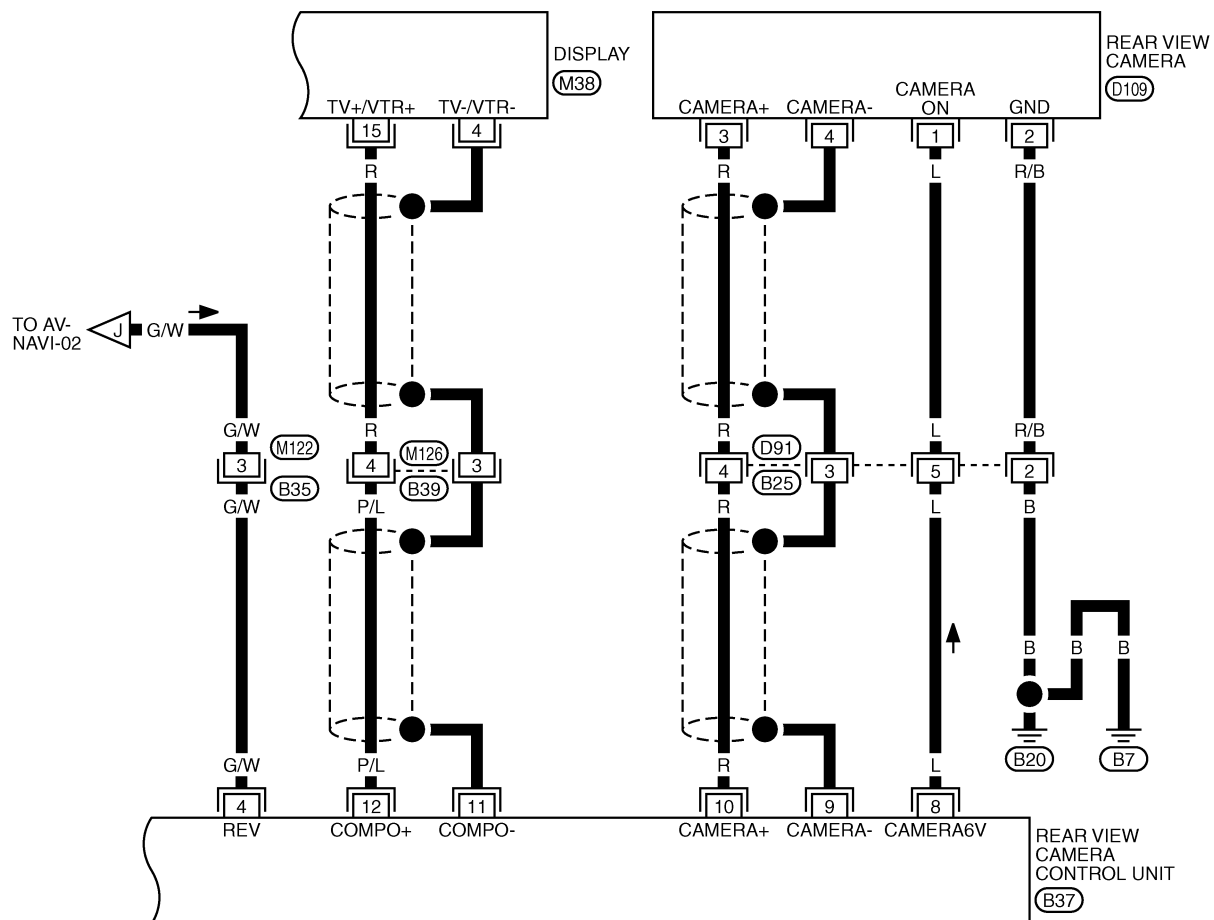 DISPLAY
M38
REAR VIEW
CAMERA
D109
TV+/VTR+ TV-/VTR-
CAMERA+ CAMERA- CAMERA
ON GND
15 4 3 4 1 2
R R L R/B
TO AV-
NAVI-02
J G/W
G/W R R L R/B
M122 M126 D91
3 4 3 4 3 5 2
B35 B39 B25
G/W P/L R L B
B B B
B20 B7
G/W P/L R L
4 12 11 10 9 8
REV COMPO+ COMPO- CAMERA+ CAMERA- CAMERA6V
REAR VIEW
CAMERA
CONTROL UNIT
B37